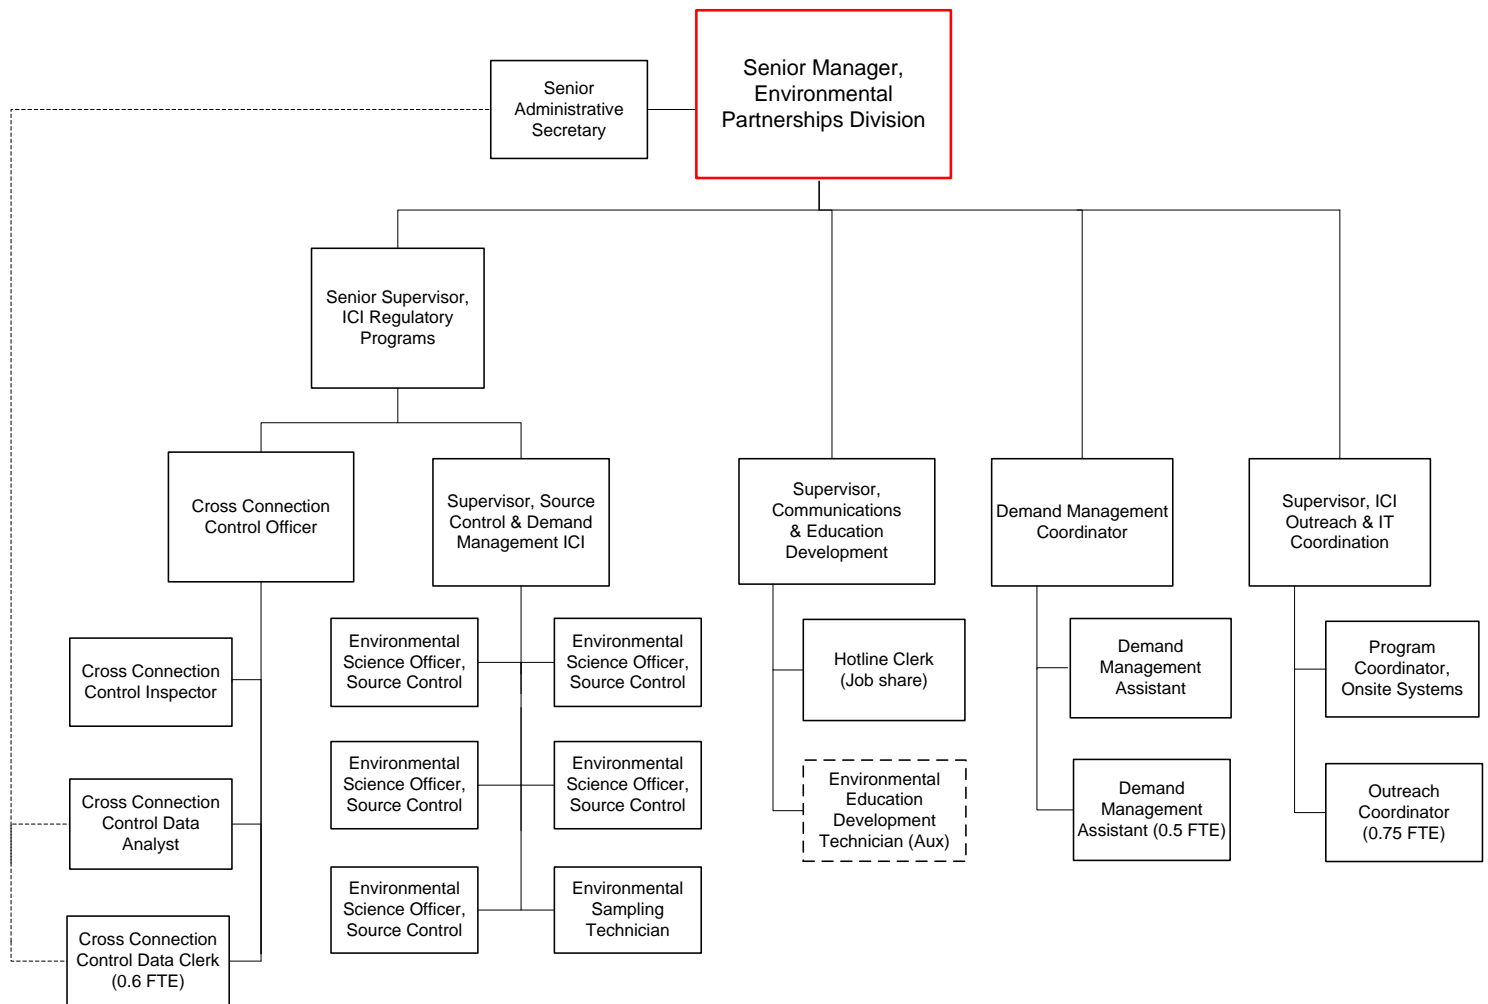 Senior Manager,
Environmental
Partnerships Division
Senior
Administrative
Secretary
Senior Supervisor,
ICI Regulatory
Programs
Cross Connection
Control Officer
Supervisor, Source
Control & Demand
Management ICI
Supervisor,
Communications
& Education
Development
Demand Management
Coordinator
Supervisor, ICI
Outreach & IT
Coordination
Cross Connection
Control Inspector
Cross Connection
Control Data
Analyst
Cross Connection
Control Data Clerk
(0.6 FTE)
Environmental
Science Officer,
Source Control
Environmental
Science Officer,
Source Control
Environmental
Science Officer,
Source Control
Environmental
Science Officer,
Source Control
Environmental
Science Officer,
Source Control
Environmental
Sampling
Technician
Hotline Clerk
(Job share)
Environmental
Education
Development
Technician (Aux)
Demand
Management
Assistant
Demand
Management
Assistant (0.5 FTE)
Program
Coordinator,
Onsite Systems
Outreach
Coordinator
(0.75 FTE)